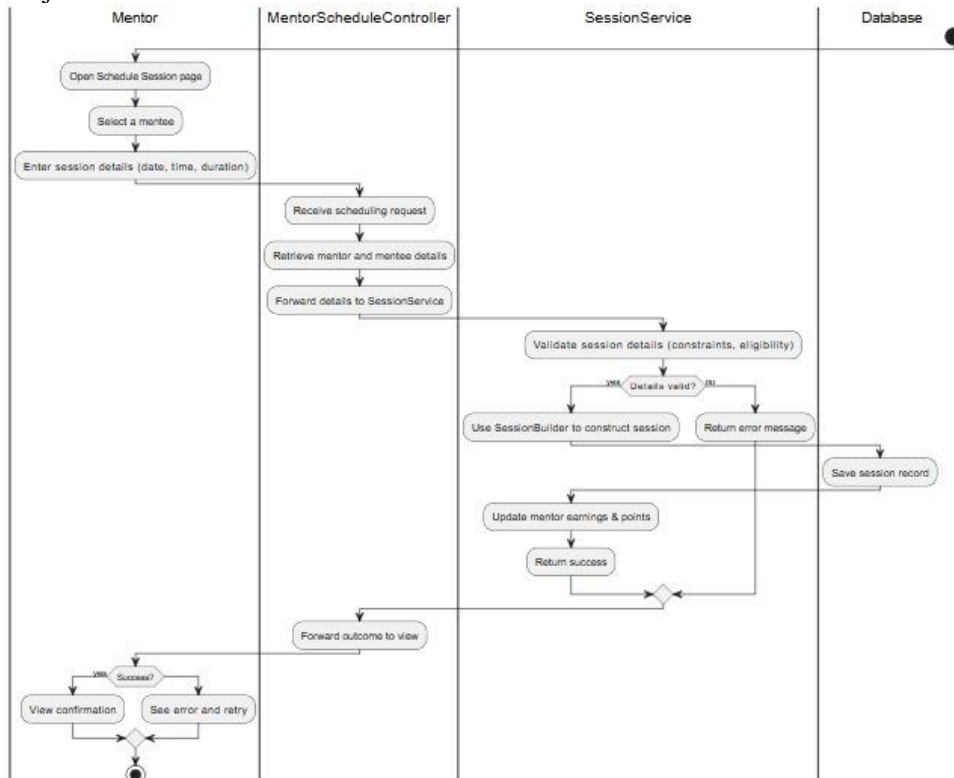 Mentor
MentorScheduleController
SessionService
Database
Open Schedule Session page
Select a mentee
Enter session details (date, time, duration)
Receive scheduling request
Retrieve mentor and mentee details
Forward details to SessionService
Validate session details (constraints, eligibility)
yes
Details valid?
no
Use SessionBuilder to construct session
Return error message
Save session record
Update mentor earnings & points
Return success
Forward outcome to view
yes
Success?
View confirmation
See error and retry